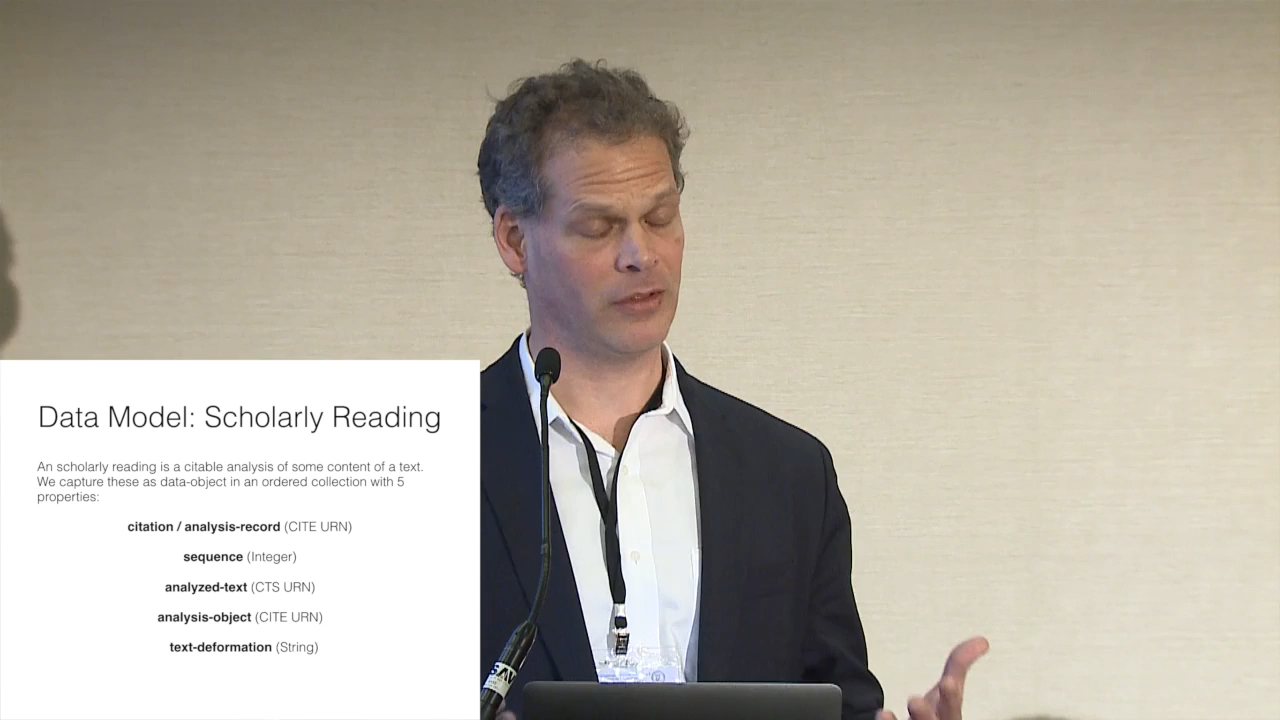 Data Model: Scholarly Reading
An scholarly reading is a citable analysis of some content of a text.
We capture these as data-object in an ordered collection with 5
properties:
citation / analysis-record (CITE URN)
sequence (Integer)
analyzed-text (CTS URN)
analysis-object (CITE URN)
text-deformation (String)